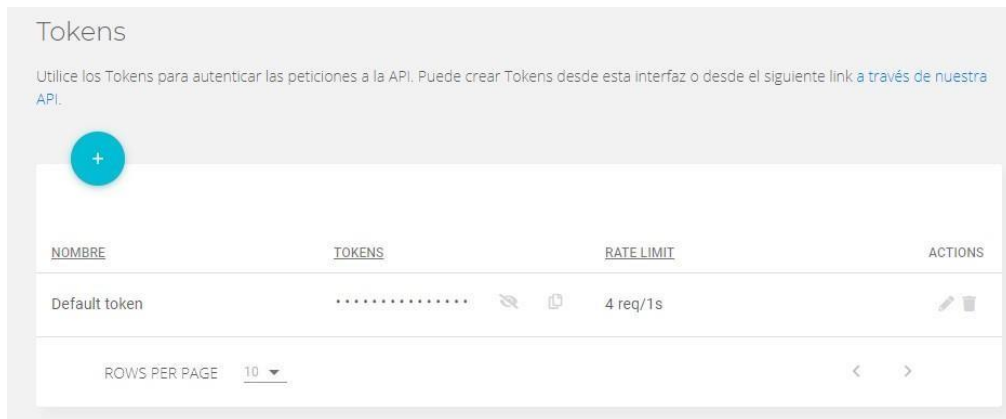 Tokens
Utilice los Tokens para autenticar las peticiones a la API. Puede crear Tokens desde esta interfaz o desde el siguiente link a través de nuestra
API.
+
NOMBRE TOKENS RATE LIMIT ACTIONS
Default token ••••••••••••••• 4 req/1s
ROWS PER PAGE 10